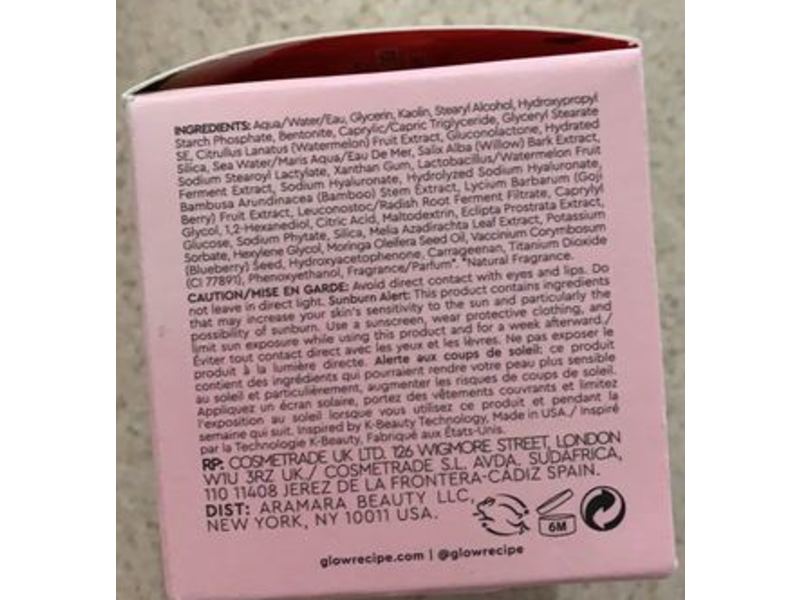 INGREDIENTS: Aqua/Water/Eau, Glycerin, Kaolin, Stearyl Alcohol, Hydroxypropyl
Starch Phosphate, Bentonite, Caprylic/Capric Triglyceride, Glyceryl Stearate
SE, Citrullus Lanatus (Watermelon) Fruit Extract, Gluconolactone, Hydrated
Silica, Sea Water/Maris Aqua/Eau De Mer, Salix Alba (Willow) Bark Extract,
Sodium Stearoyl Lactylate, Xanthan Gum, Lactobacillus/Watermelon Fruit
Ferment Extract, Sodium Hyaluronate, Hydrolyzed Sodium Hyaluronate,
Bambusa Arundinacea (Bamboo) Stem Extract, Lycium Barbarum (Goji
Berry) Fruit Extract, Leuconostoc/Radish Root Ferment Filtrate, Caprylyl
Glycol, 1,2-Hexanediol, Citric Acid, Maltodextrin, Eclipta Prostrata Extract,
Glucose, Sodium Phytate, Silica, Melia Azadirachta Leaf Extract, Potassium
Sorbate, Hexylene Glycol, Moringa Oleifera Seed Oil, Vaccinium Corymbosum
(Blueberry) Seed, Hydroxyacetophenone, Carrageenan, Titanium Dioxide
(CI 77891), Phenoxyethanol, Fragrance/Parfum*. *Natural Fragrance.
CAUTION/MISE EN GARDE: Avoid direct contact with eyes and lips. Do
not leave in direct light. Sunburn Alert: This product contains ingredients
that may increase your skin's sensitivity to the sun and particularly the
possibility of sunburn. Use a sunscreen, wear protective clothing, and
limit sun exposure while using this product and for a week afterward./
Éviter tout contact direct avec les yeux et les lèvres. Ne pas exposer le
produit à la lumière directe. Alerte aux coups de soleil: ce produit
contient des ingrédients qui pourraient rendre votre peau plus sensible
au soleil et particulièrement, augmenter les risques de coups de soleil.
Appliquez un écran solaire, portez des vêtements couvrants et limitez
l'exposition au soleil lorsque vous utilisez ce produit et pendant la
semaine qui suit. Inspired by K-Beauty Technology, Made in USA./ Inspiré
par la Technologie K-Beauty, Fabriqué aux États-Unis.
RP: COSMETRADE UK LTD. 126 WIGMORE STREET, LONDON
W1U 3RZ UK./ COSMETRADE S.L. AVDA. SUDÁFRICA,
110 11408 JEREZ DE LA FRONTERA-CÁDIZ SPAIN.
DIST: ARAMARA BEAUTY LLC,
NEW YORK, NY 10011 USA.
6M
glowrecipe.com | @glowrecipe